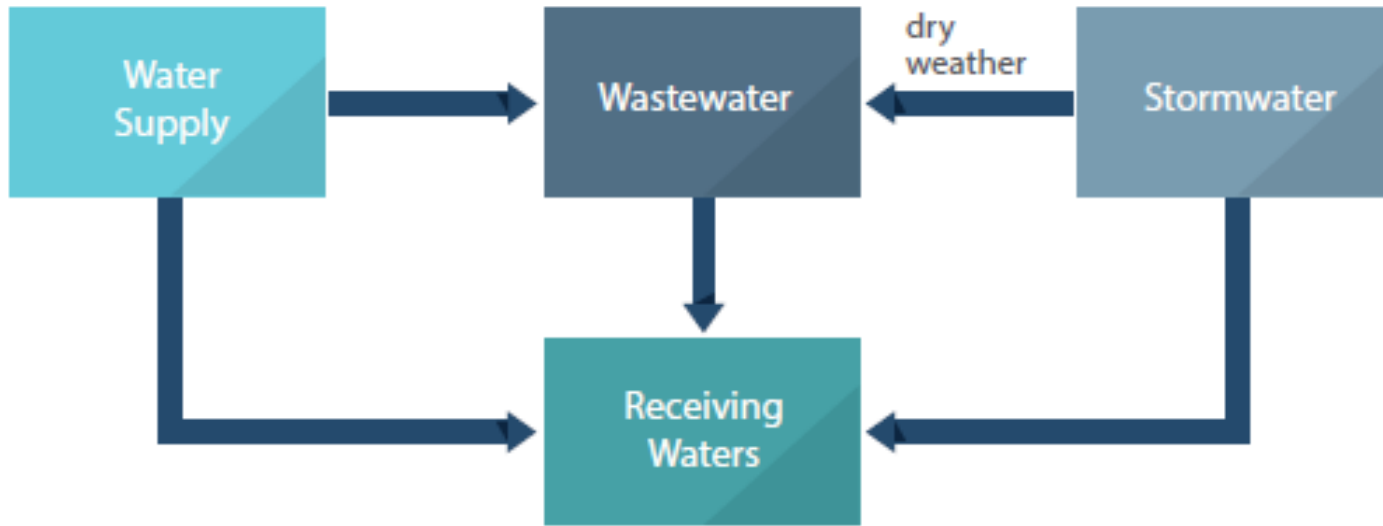 Water
Supply
Wastewater
dry
weather
Stormwater
Receiving
Waters